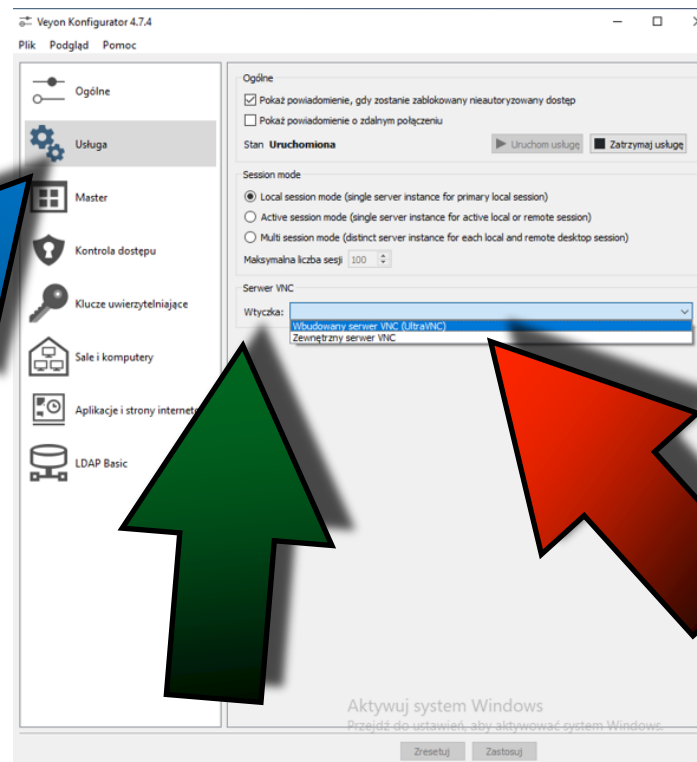 Veyon Konfigurator 4.7.4
Plik Podgląd Pomoc
Ogólne
Usługa
Master
Kontrola dostępu
Klucze uwierzytelniające
Sale i komputery
Aplikacje i strony
LDAP Basic
Ogólne
Pokaż powiadomienie, gdy zostanie zablokowany nieautoryzowany dostęp
Pokaż powiadomienie o zdalnym połączeniu
Stan Uruchomiona
Uruchom usługę
Zatrzymaj usługę
Session mode
Local session mode (single server instance for primary local session)
Active session mode (single server instance for active local or remote session)
Multi session mode (distinct server instance for each local and remote desktop session)
Maksymalna liczba sesji 100
Serwer VNC
Wtyczka:
Wbudowany serwer VNC (UltraVNC)
Zewnętrzny serwer VNC
Aktywuj system Windows
Przejdź do ustawień, aby aktywować system Windows.
Zresetuj Zastosuj